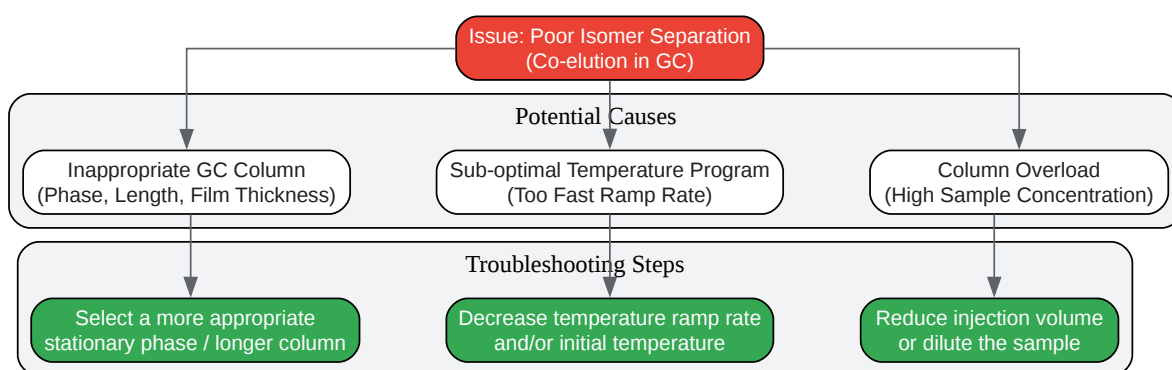 Issue: Poor Isomer Separation
(Co-elution in GC)
Potential Causes
Inappropriate GC Column
(Phase, Length, Film Thickness)
Sub-optimal Temperature Program
(Too Fast Ramp Rate)
Column Overload
(High Sample Concentration)
Troubleshooting Steps
Select a more appropriate
stationary phase / longer column
Decrease temperature ramp rate
and/or initial temperature
Reduce injection volume
or dilute the sample